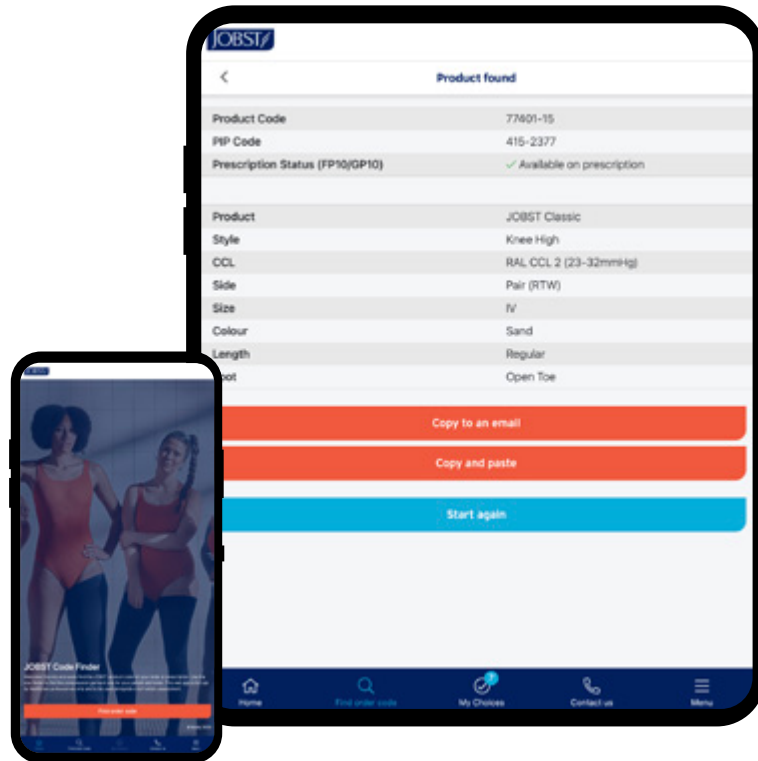 JOBST
Product found
Product Code 77401-15
PIP Code 415-2377
Prescription Status (FP10/GP10) Available on prescription
Product JOBST Classic
Style Knee High
CCL RAL CCL 2 (23-32mmHg)
Side Pair (RTW)
Size IV
Colour Sand
Length Regular
oot Open Toe
Copy to an email
Copy and paste
Start again
Home Find order code My Choices Contact us Menu
JOBST Code Finder
Find order code